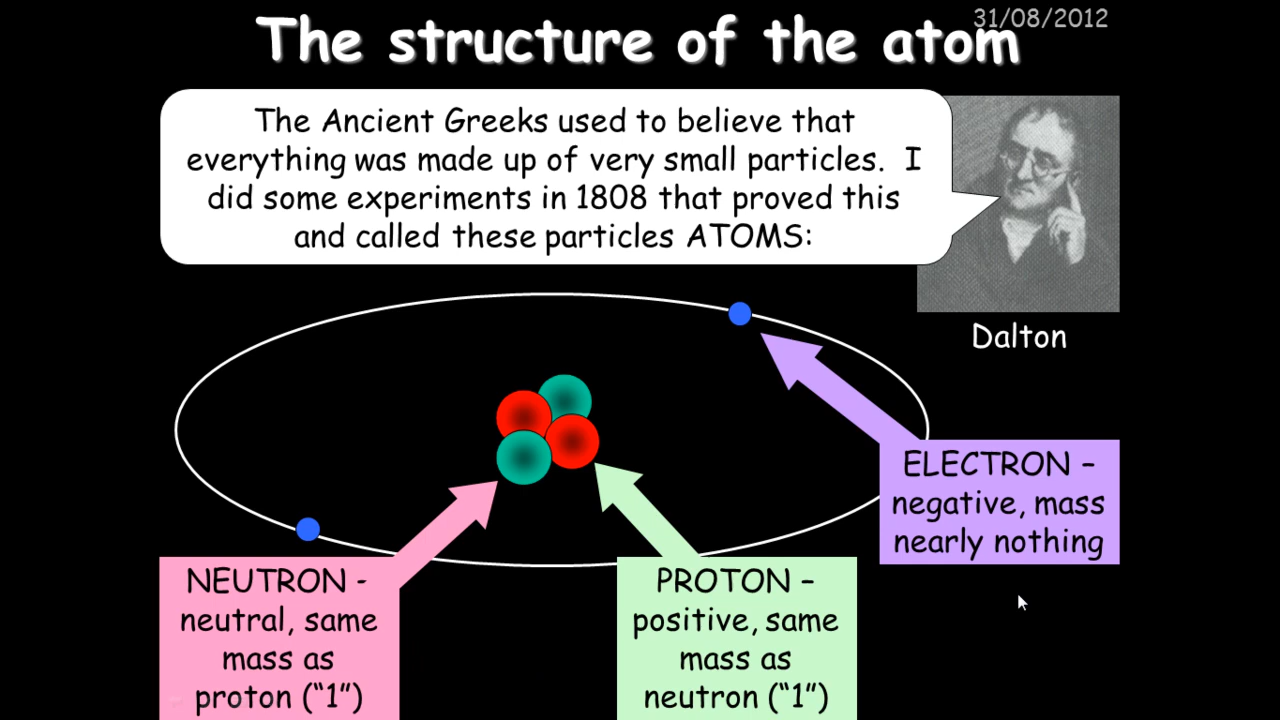 31/08/2012
The structure of the atom
The Ancient Greeks used to believe that
everything was made up of very small particles.  I
did some experiments in 1808 that proved this
and called these particles ATOMS:
Dalton
ELECTRON –
negative, mass
nearly nothing
NEUTRON -
neutral, same
mass as
proton (“1”)
PROTON –
positive, same
mass as
neutron (“1”)